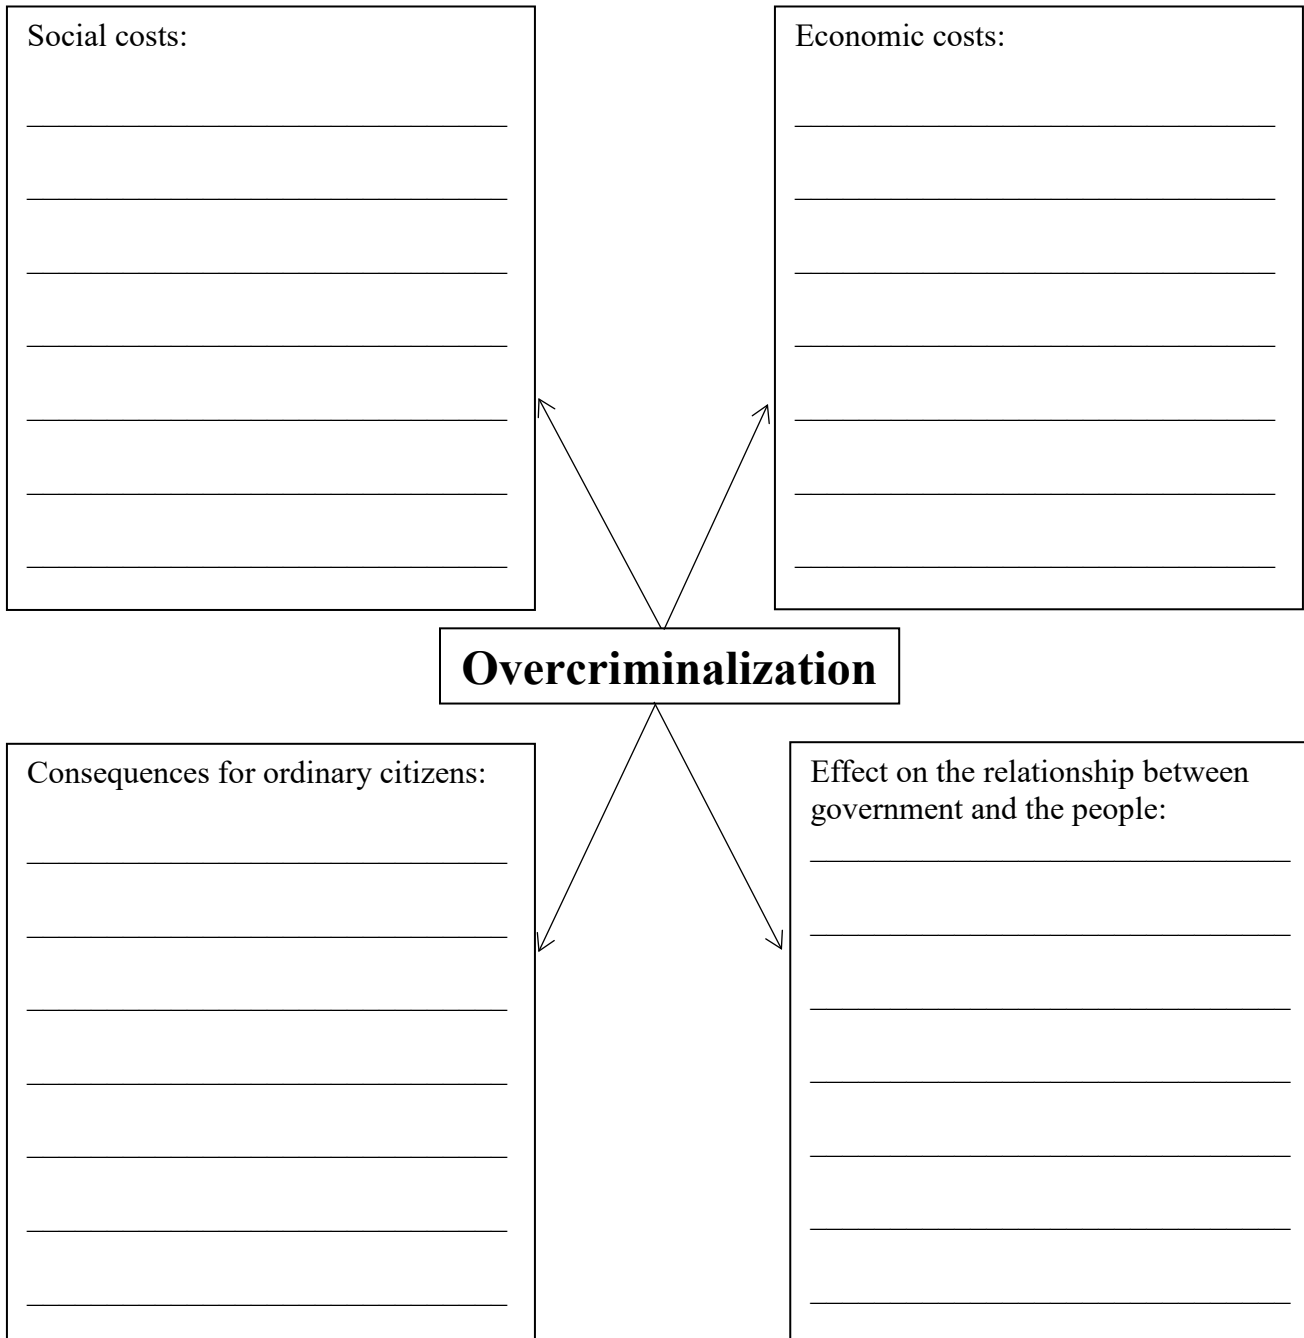 Social costs:
Economic costs:
Overcriminalization
Consequences for ordinary citizens:
Effect on the relationship between
government and the people: